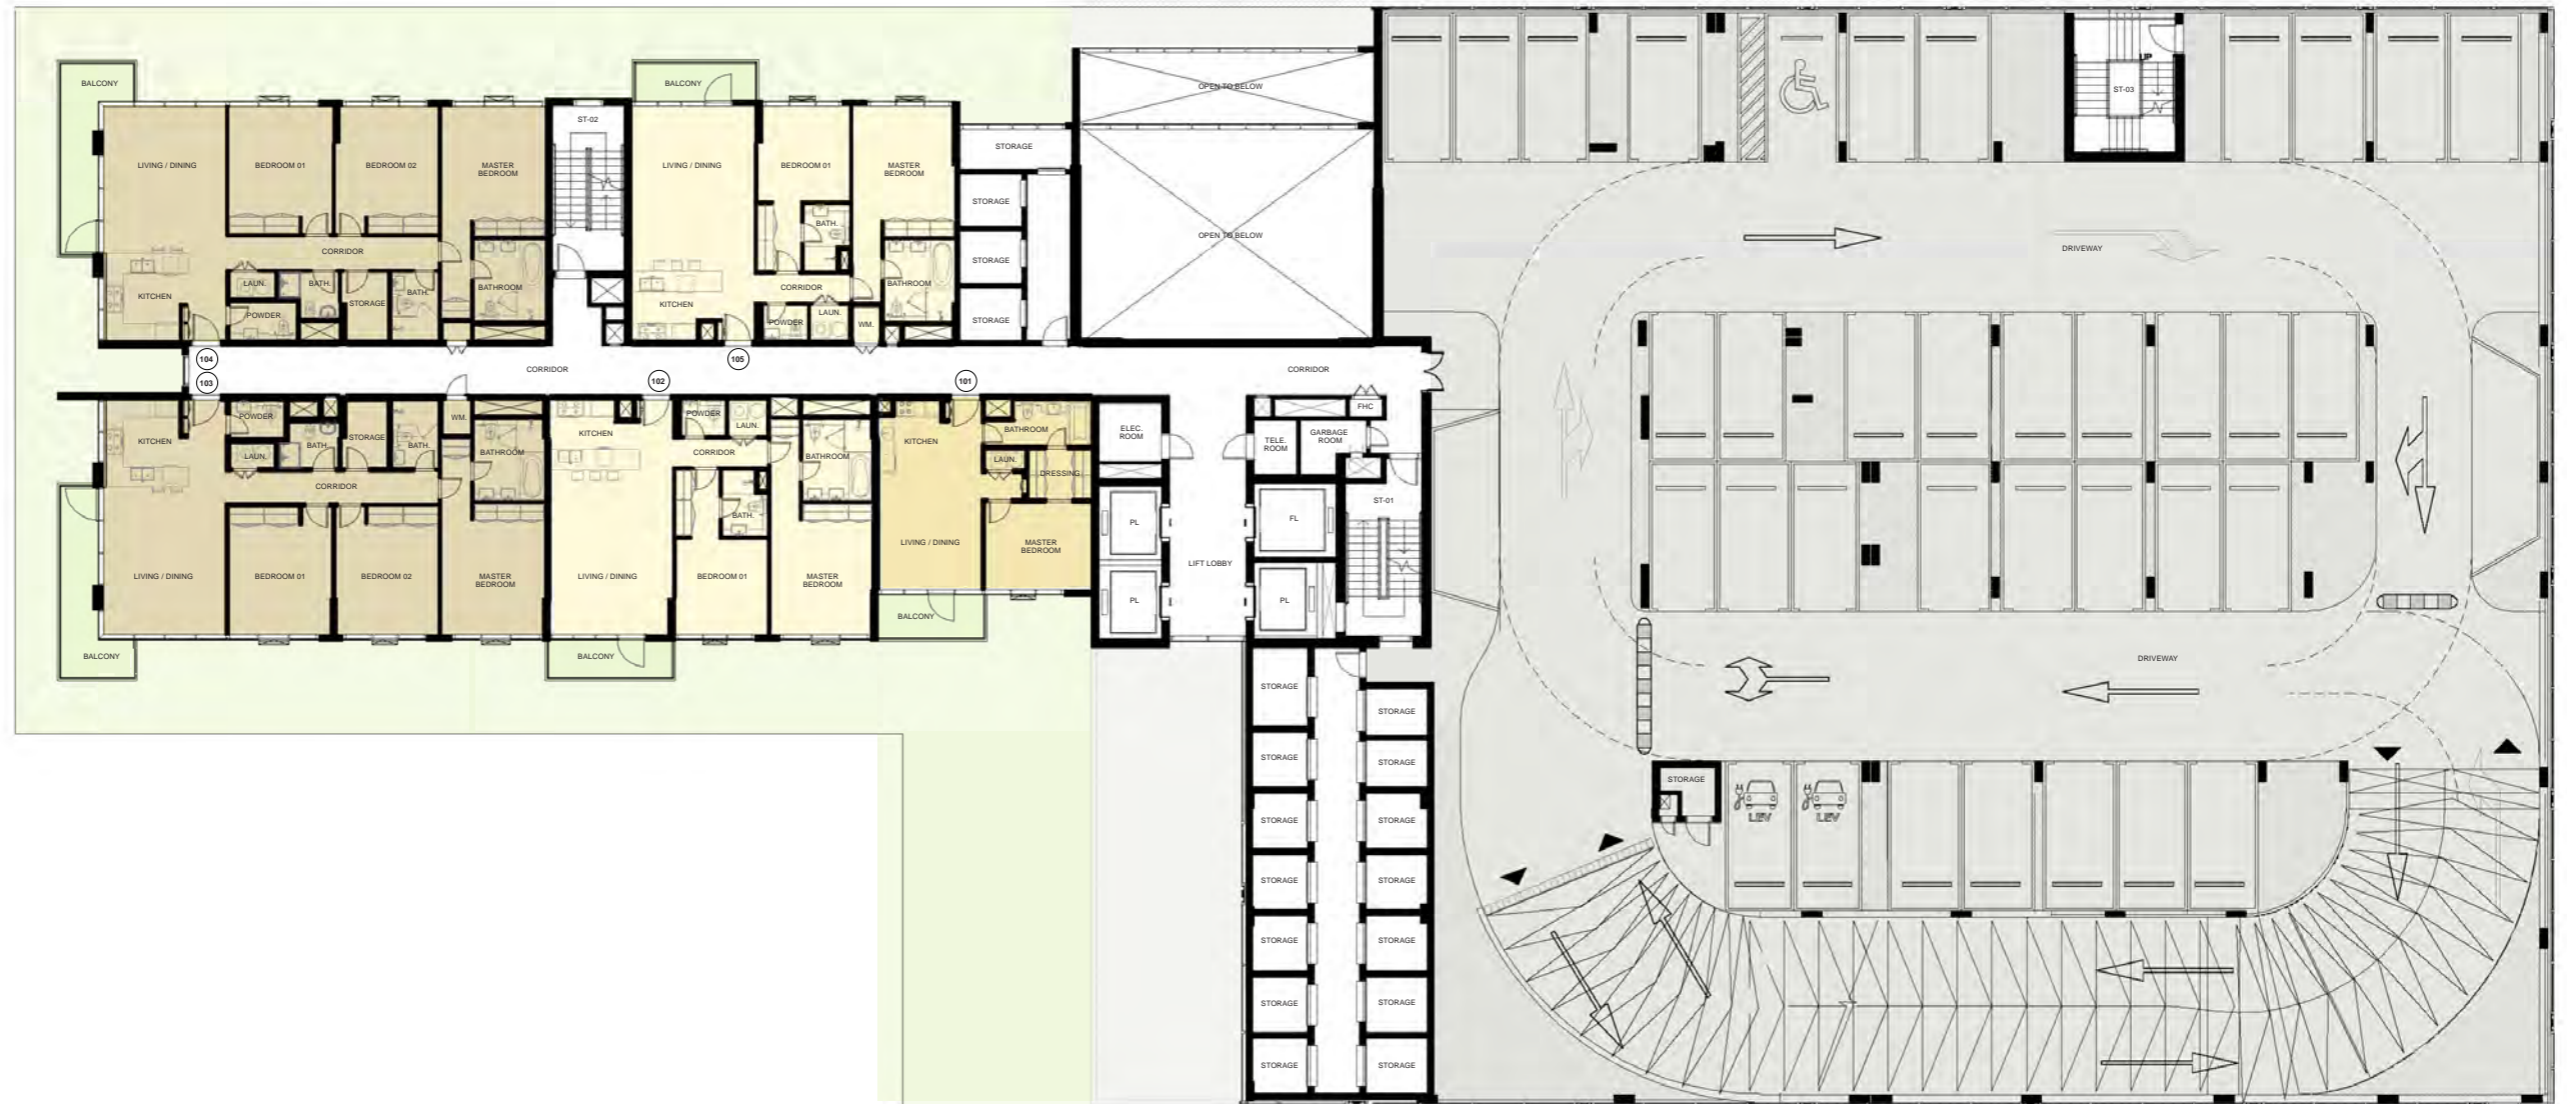 BALCONY
BALCONY
OPEN TO BELOW
UP
ST-03
ST-02
STORAGE
LIVING / DINING
BEDROOM 01
BEDROOM 02
MASTER
BEDROOM
LIVING / DINING
BEDROOM 01
MASTER
BEDROOM
STORAGE
BATH.
OPEN TO BELOW
DRIVEWAY
CORRIDOR
STORAGE
LAUN.
BATH.
BATH.
BATHROOM
CORRIDOR
BATHROOM
KITCHEN
STORAGE
KITCHEN
POWDER
LAUN.
POWDER
WM.
STORAGE
104
105
CORRIDOR
CORRIDOR
103
102
101
FHC
POWDER
WM.
POWDER
LAUN.
KITCHEN
BATH.
STORAGE
BATH.
KITCHEN
KITCHEN
BATHROOM
ELEC.
ROOM
TELE.
ROOM
GARBAGE
ROOM
LAUN.
BATHROOM
CORRIDOR
BATHROOM
LAUN.
DRESSING
CORRIDOR
BATH.
ST-01
PL
FL
LIVING / DINING
MASTER
BEDROOM
LIVING / DINING
BEDROOM 01
BEDROOM 02
MASTER
BEDROOM
LIVING / DINING
BEDROOM 01
MASTER
BEDROOM
LIFT LOBBY
PL
PL
BALCONY
BALCONY
BALCONY
DRIVEWAY
STORAGE
STORAGE
STORAGE
STORAGE
STORAGE
LEV
LEV
STORAGE
STORAGE
STORAGE
STORAGE
STORAGE
STORAGE
STORAGE
STORAGE
STORAGE
STORAGE